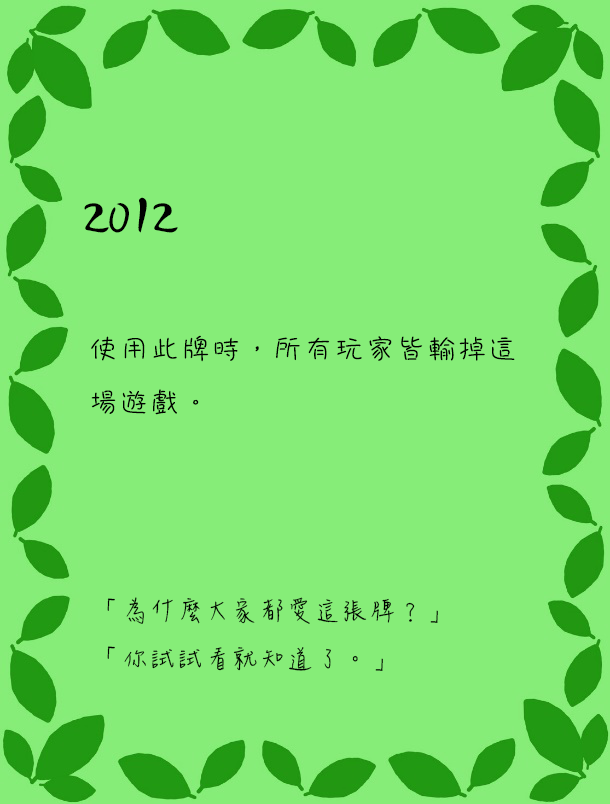 2012
使用此牌時，所有玩家皆輸掉這
場遊戲。
「為什麼大家都愛這張牌？」
「你試試看就知道了。」